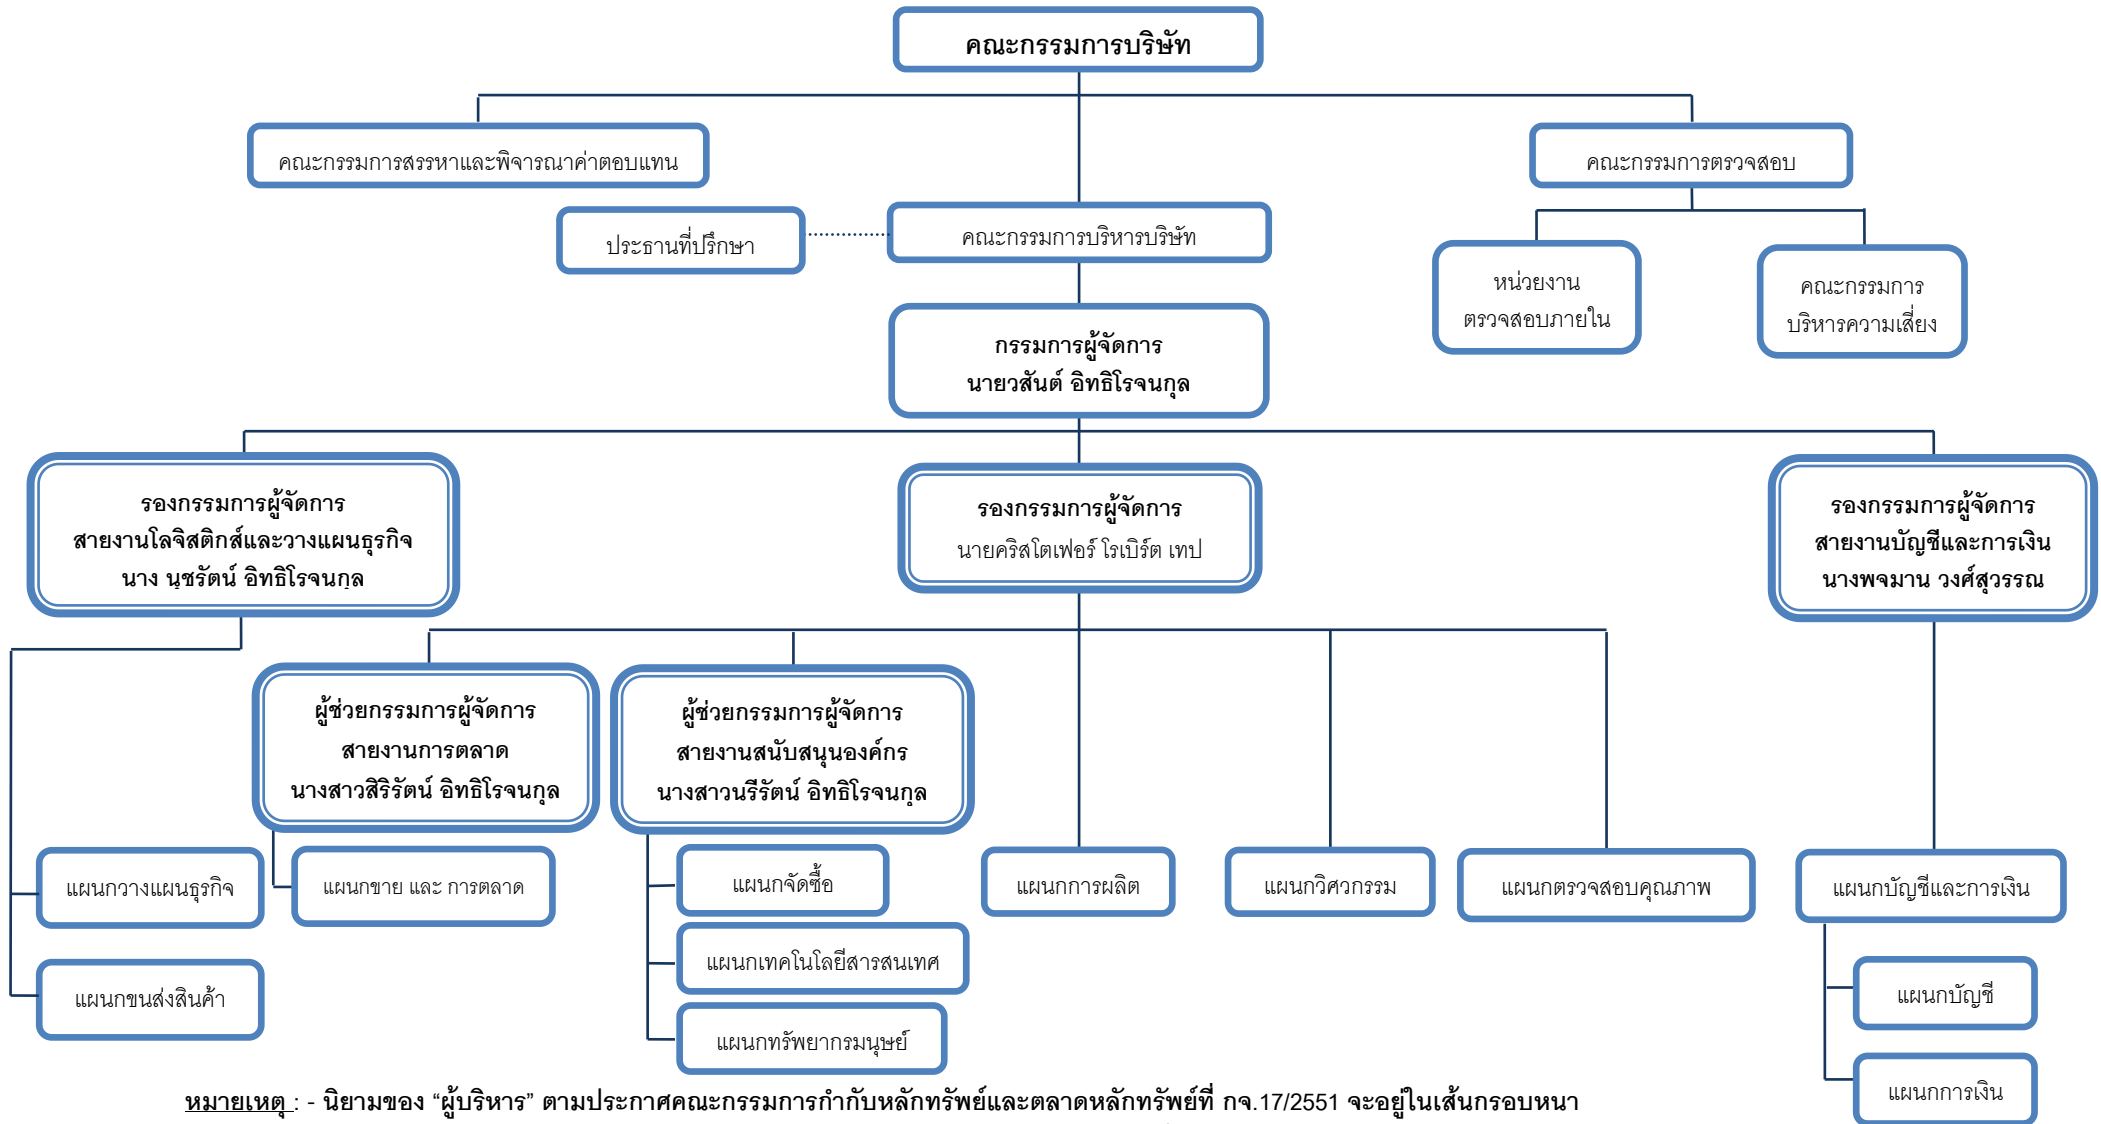 คณะกรรมการบริษัท
คณะกรรมการสรรหาและพิจารณาค่าตอบแทน
คณะกรรมการตรวจสอบ
ประธานที่ปรึกษา
คณะกรรมการบริหารบริษัท
หน่วยงาน
ตรวจสอบภายใน
คณะกรรมการ
บริหารความเสี่ยง
กรรมการผู้จัดการ
นายวสันต์ อิทธิโรจนกุล
รองกรรมการผู้จัดการ
สายงานโลจิสติกส์และวางแผนธุรกิจ
นาง นุชรัตน์ อิทธิโรจนกุล
รองกรรมการผู้จัดการ
นายคริสโตเฟอร์ โรเบิร์ต เทป
รองกรรมการผู้จัดการ
สายงานบัญชีและการเงิน
นางพจมาน วงศ์สุวรรณ
ผู้ช่วยกรรมการผู้จัดการ
สายงานการตลาด
นางสาวสิริรัตน์ อิทธิโรจนกุล
ผู้ช่วยกรรมการผู้จัดการ
สายงานสนับสนุนองค์กร
นางสาวนรีรัตน์ อิทธิโรจนกุล
แผนกวางแผนธุรกิจ
แผนกขาย และ การตลาด
แผนกจัดซื้อ
แผนกการผลิต
แผนกวิศวกรรม
แผนกตรวจสอบคุณภาพ
แผนกบัญชีและการเงิน
แผนกเทคโนโลยีสารสนเทศ
แผนกขนส่งสินค้า
แผนกบัญชี
แผนกทรัพยากรมนุษย์
แผนกการเงิน
หมายเหตุ : - นิยามของ “ผู้บริหาร” ตามประกาศคณะกรรมการกำกับหลักทรัพย์และตลาดหลักทรัพย์ที่ กจ.17/2551 จะอยู่ในเส้นกรอบหนา